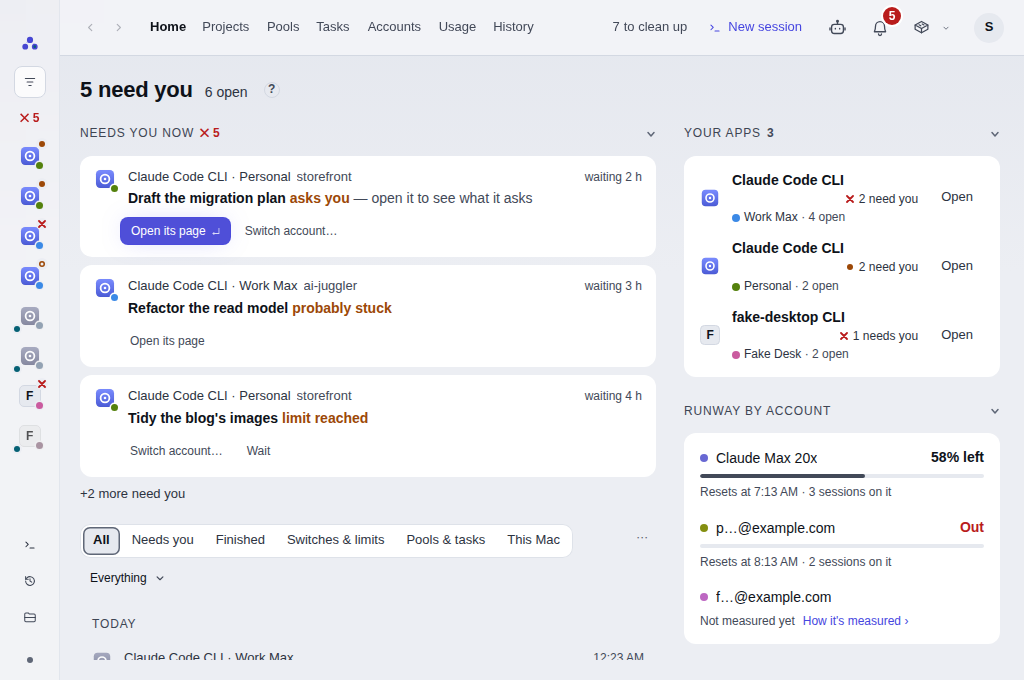 Home Projects Pools Tasks Accounts Usage History 7 to clean up New session 5 S
5
5 need you 6 open ?
NEEDS YOU NOW 5
Claude Code CLI · Personal storefront waiting 2 h
Draft the migration plan asks you — open it to see what it asks
Open its page Switch account…
Claude Code CLI · Work Max ai-juggler waiting 3 h
Refactor the read model probably stuck
Open its page
Claude Code CLI · Personal storefront waiting 4 h
Tidy the blog's images limit reached
Switch account… Wait
+2 more need you
All Needs you Finished Switches & limits Pools & tasks This Mac ···
Everything
TODAY
Claude Code CLI · Work Max 12:23 AM
YOUR APPS 3
Claude Code CLI
2 need you Open
Work Max · 4 open
Claude Code CLI
2 need you Open
Personal · 2 open
F fake-desktop CLI
1 needs you Open
Fake Desk · 2 open
RUNWAY BY ACCOUNT
Claude Max 20x 58% left
Resets at 7:13 AM · 3 sessions on it
p…@example.com Out
Resets at 8:13 AM · 2 sessions on it
f…@example.com
Not measured yet How it's measured ›
F
F